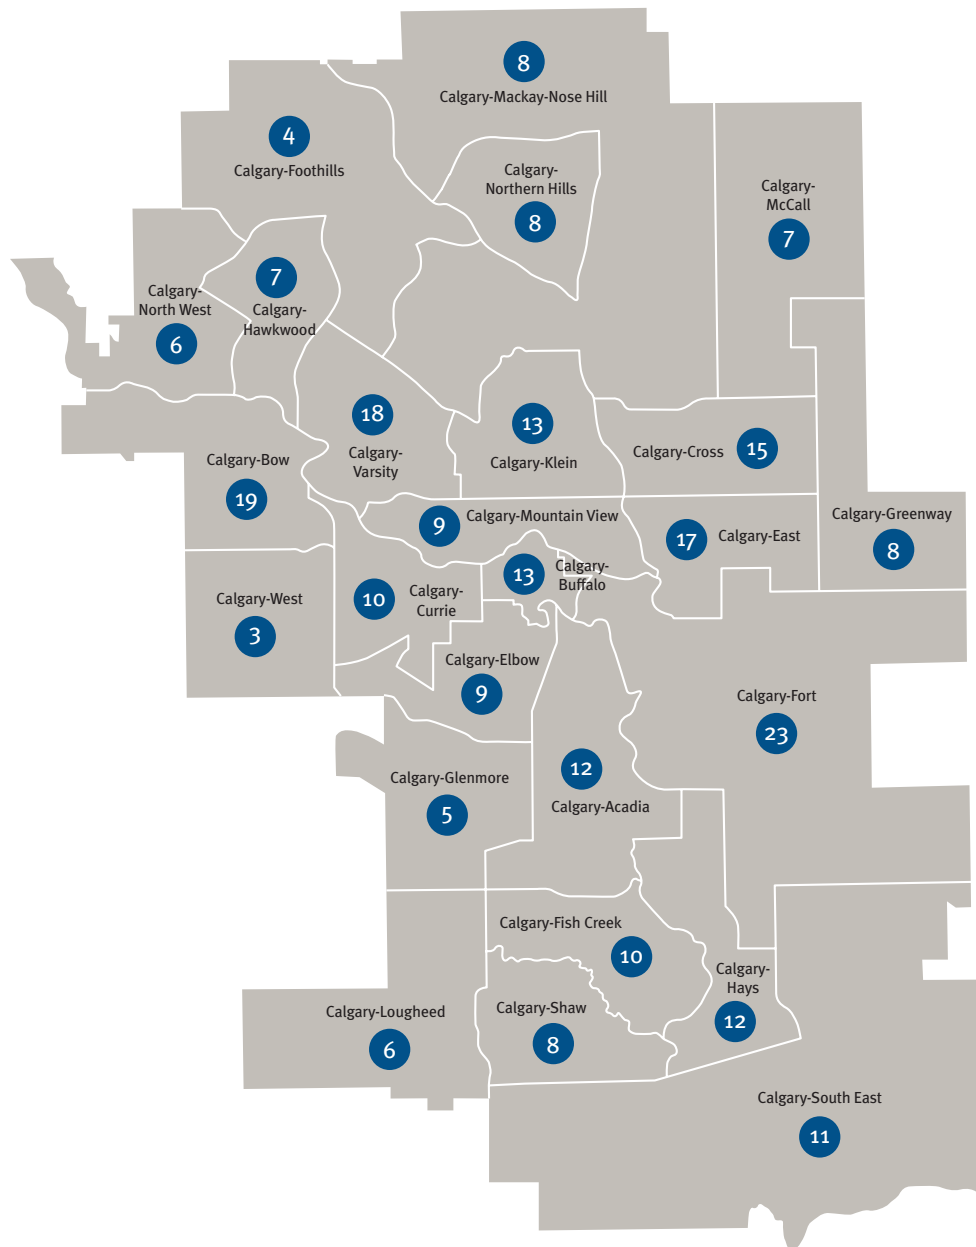 8
Calgary-Mackay-Nose Hill
4
Calgary-Foothills
Calgary-
Northern Hills
8
Calgary-
McCall
7
7
Calgary-
Hawkwood
Calgary-
North West
6
18
Calgary-
Varsity
13
Calgary-Klein
Calgary-Cross
15
Calgary-Bow
19
9
Calgary-Mountain View
17
Calgary-East
Calgary-Greenway
8
13
Calgary-
Buffalo
10
Calgary-
Currie
Calgary-West
3
Calgary-Elbow
9
Calgary-Fort
23
Calgary-Glenmore
5
12
Calgary-Acadia
Calgary-Fish Creek
10
Calgary-
Hays
12
Calgary-Lougheed
6
Calgary-Shaw
8
Calgary-South East
11